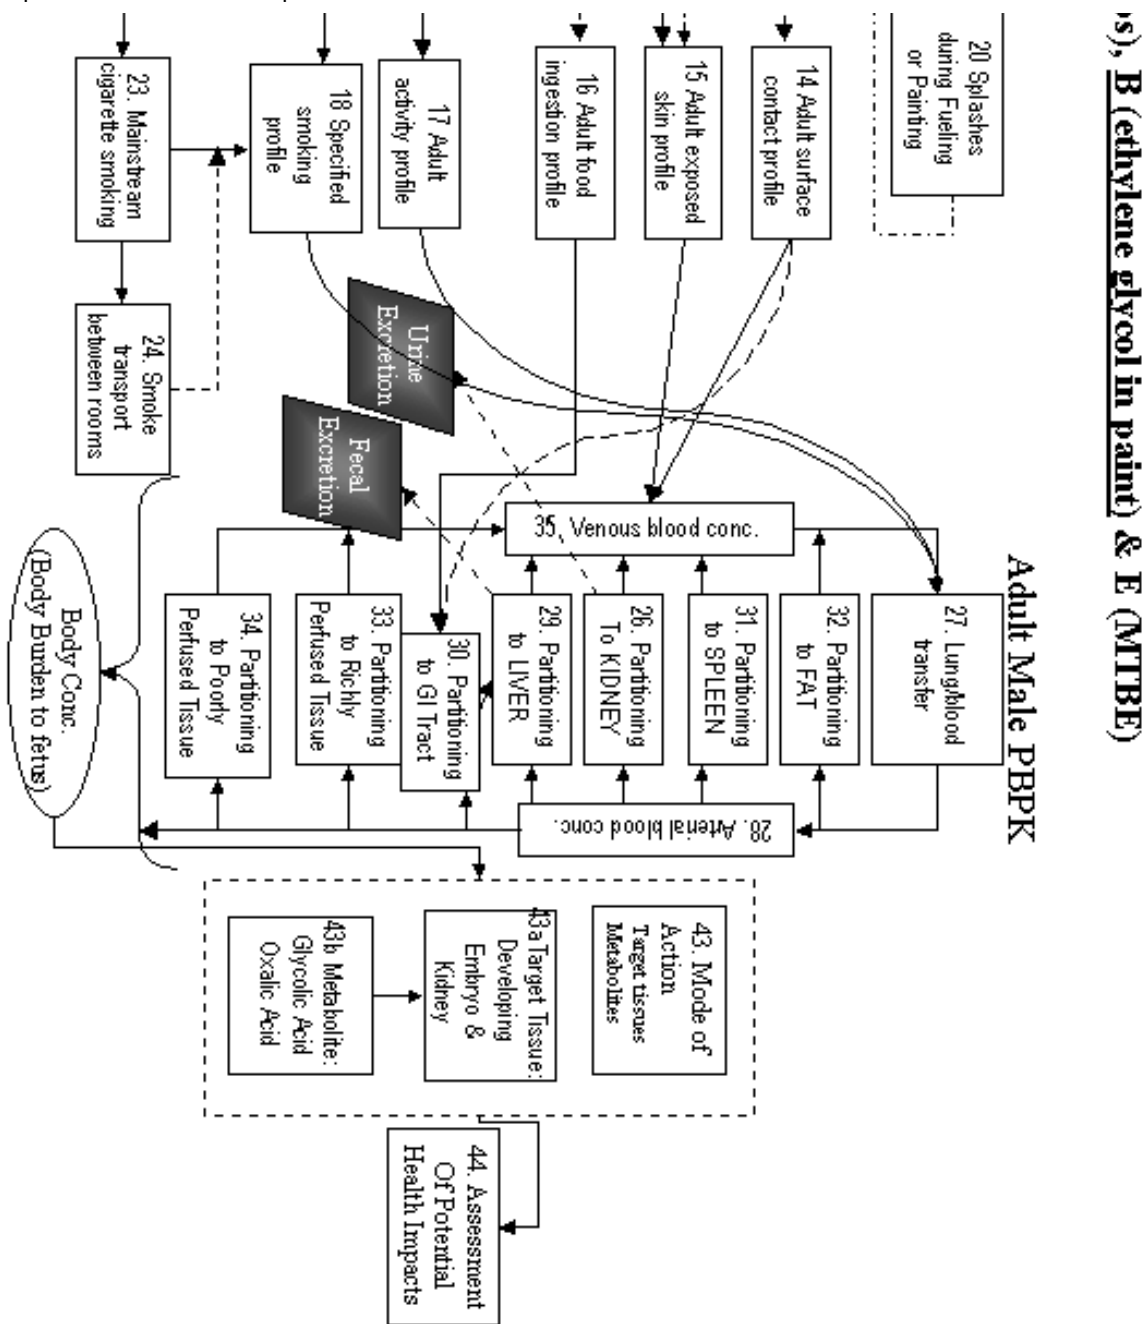 os), B (ethylene glycol in paint) & E (MTBE)
Adult Male PBPK
20 Splashes
during Fueling
or Painting
14 Adult surface
contact profile
15 Adult exposed
skin profile
16 Adult food
ingestion profile
17 Adult
activity profile
18 Specified
smoking
profile
23. Mainstream
cigarette smoking
24. Smoke
transport
between rooms
Urine
Excretion
Fecal
Excretion
35. Venous blood conc.
27. Lung/blood
transfer
32. Partitioning
to FAT
31. Partitioning
to SPLEEN
26. Partitioning
To KIDNEY
29. Partitioning
to LIVER
30. Partitioning
to GI Tract
33. Partitioning
to Richly
Perfused Tissue
34. Partitioning
to Poorly
Perfused Tissue
28. Arterial blood conc.
Body Conc.
(Body Burden to fetus)
43. Mode of
Action
Target tissues
Metabolites
43a Target Tissue:
Developing
Embryo &
Kidney
43b Metabolite:
Glycolic Acid
Oxalic Acid
44. Assessment
Of Potential
Health Impacts